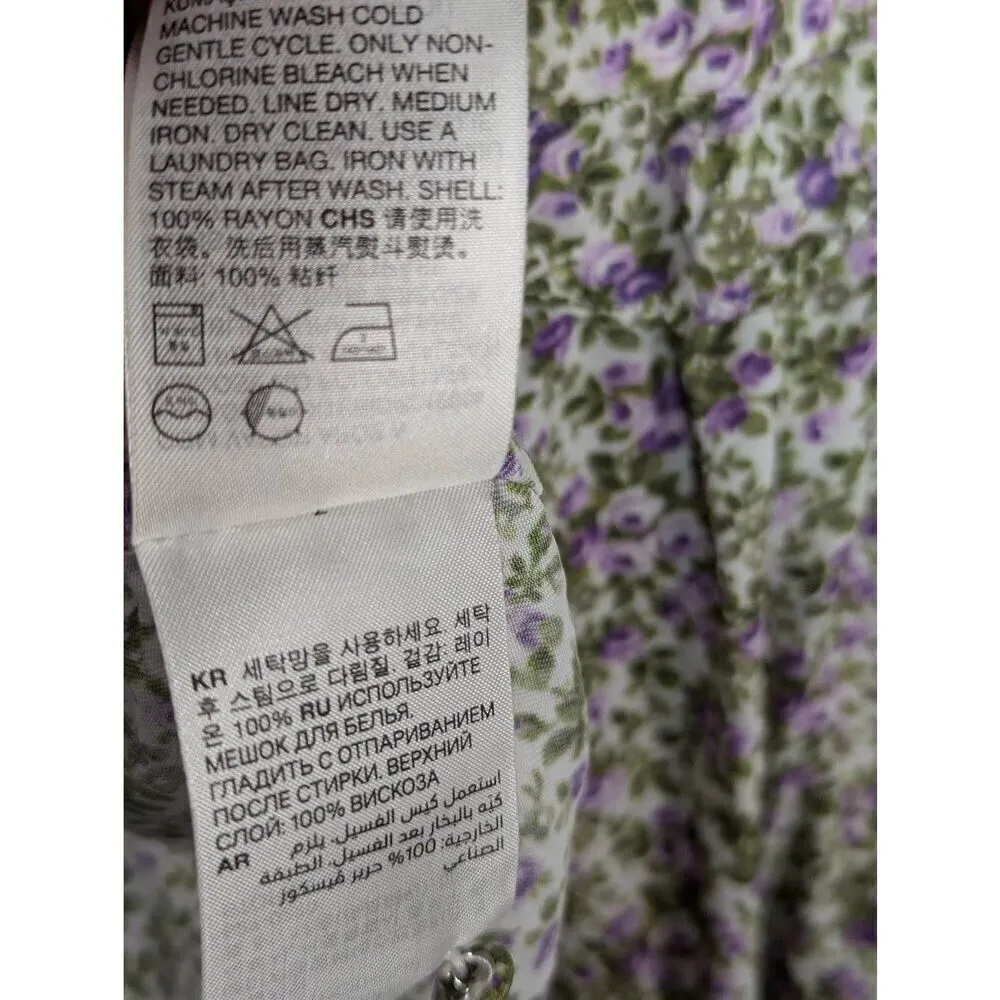 MACHINE WASH COLD
GENTLE CYCLE. ONLY NON-
CHLORINE BLEACH WHEN
NEEDED. LINE DRY. MEDIUM
IRON. DRY CLEAN. USE A
LAUNDRY BAG. IRON WITH
STEAM AFTER WASH. SHELL:
100% RAYON CHS 请使用洗
衣袋。洗后用蒸汽熨斗熨烫。
面料: 100% 粘纤
KR 세탁망을 사용하세요 세탁
후 스팀으로 다림질. 겉감 레이
온 100% RU ИСПОЛЬЗУЙТЕ
МЕШОК ДЛЯ БЕЛЬЯ.
ГЛАДИТЬ С ОТПАРИВАНИЕМ
ПОСЛЕ СТИРКИ. ВЕРХНИЙ
СЛОЙ: 100% ВИСКОЗА
AR استعمل كيس الغسيل، يلزم
كيه بالبخار بعد الغسيل. الطبقة
الخارجية: 100% حرير فيسكوز
الصناعي